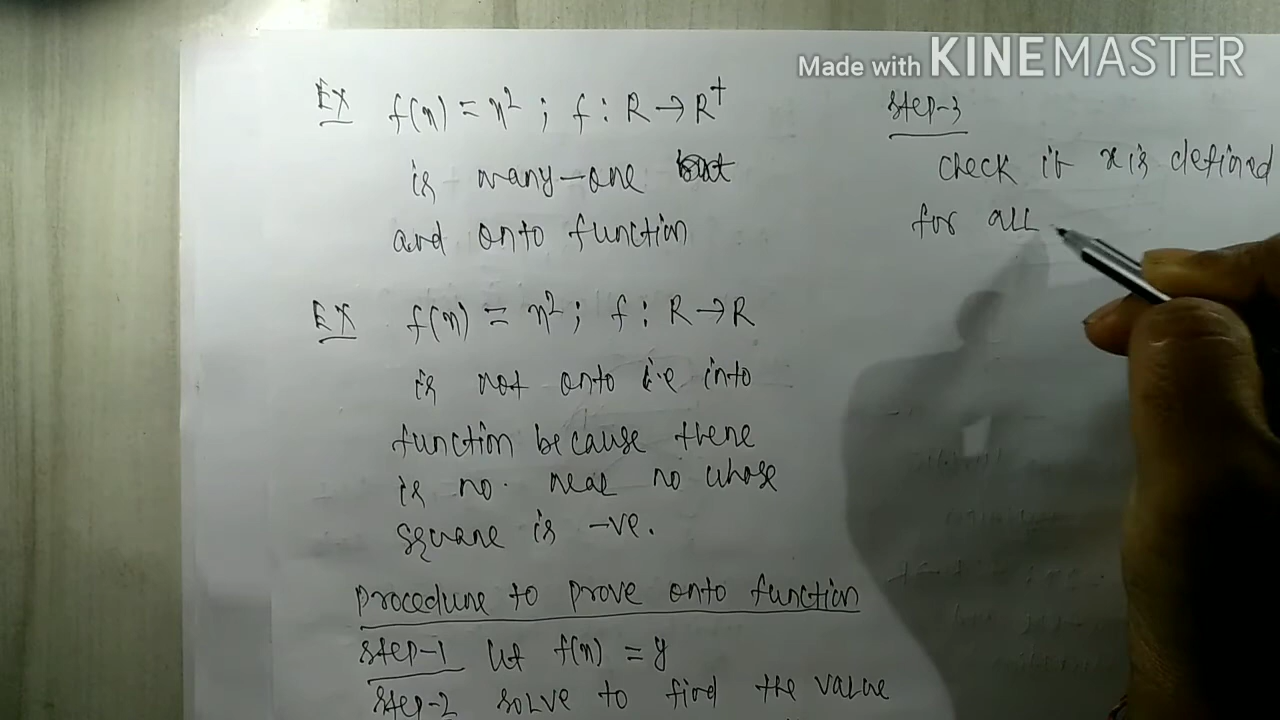 Made with KINEMASTER
Ex f(x) = x² ; f : R → R⁺
is many-one
and onto function
Ex f(x) = x² ; f : R → R
is not onto i.e into
function because there
is no. real no whose
square is -ve.
Procedure to prove onto function
Step-1 let f(x) = y
Step-2 solve to find the value
Step-3
check if x is defined
for all